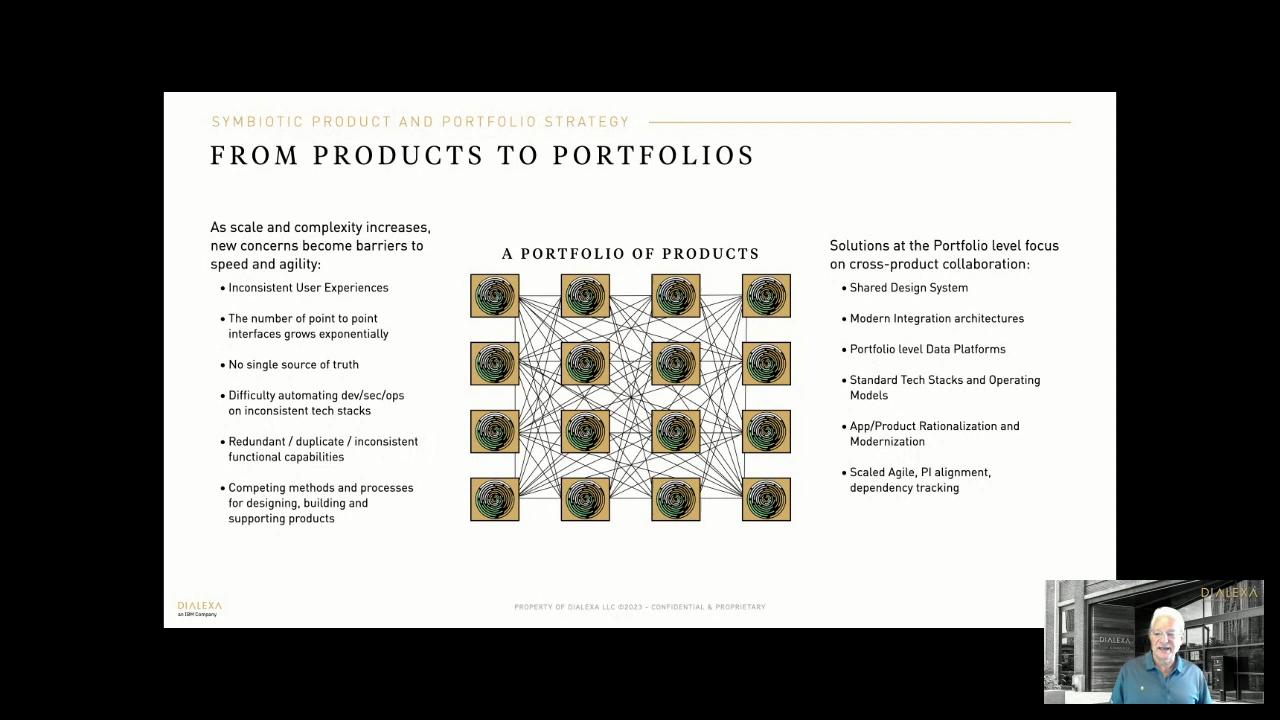 SYMBIOTIC PRODUCT AND PORTFOLIO STRATEGY
FROM PRODUCTS TO PORTFOLIOS
As scale and complexity increases,
new concerns become barriers to
speed and agility:
• Inconsistent User Experiences
• The number of point to point
interfaces grows exponentially
• No single source of truth
• Difficulty automating dev/sec/ops
on inconsistent tech stacks
• Redundant / duplicate / inconsistent
functional capabilities
• Competing methods and processes
for designing, building and
supporting products
A PORTFOLIO OF PRODUCTS
Solutions at the Portfolio level focus
on cross-product collaboration:
• Shared Design System
• Modern Integration architectures
• Portfolio level Data Platforms
• Standard Tech Stacks and Operating
Models
• App/Product Rationalization and
Modernization
• Scaled Agile, PI alignment,
dependency tracking
DIALEXA
an IBM Company
PROPERTY OF DIALEXA LLC ©2023 - CONFIDENTIAL & PROPRIETARY
DIALEXA
DIALEXA